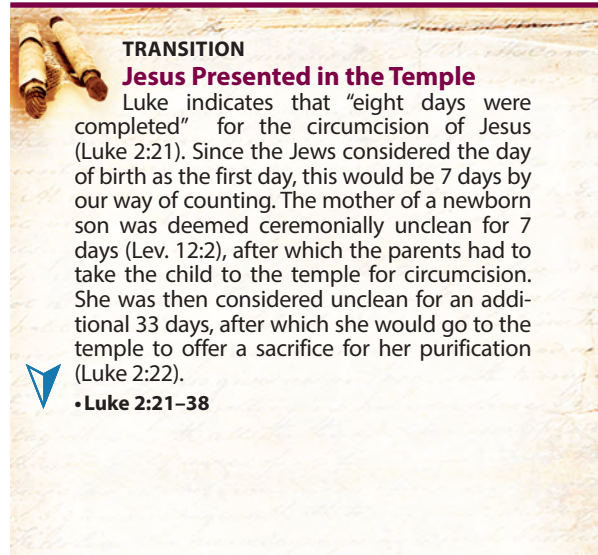 TRANSITION
Jesus Presented in the Temple
Luke indicates that “eight days were
completed” for the circumcision of Jesus
(Luke 2:21). Since the Jews considered the day
of birth as the first day, this would be 7 days by
our way of counting. The mother of a newborn
son was deemed ceremonially unclean for 7
days (Lev. 12:2), after which the parents had to
take the child to the temple for circumcision.
She was then considered unclean for an addi-
tional 33 days, after which she would go to the
temple to offer a sacrifice for her purification
(Luke 2:22).
• Luke 2:21–38